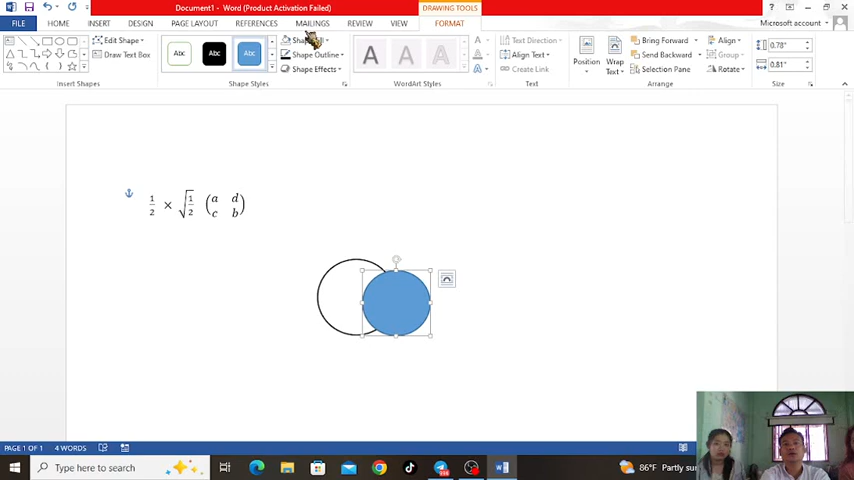 Document1 - Word (Product Activation Failed)
DRAWING TOOLS
FILE HOME INSERT DESIGN PAGE LAYOUT REFERENCES MAILINGS REVIEW VIEW FORMAT Microsoft account
Edit Shape
Draw Text Box
Insert Shapes
Abc Abc Abc
Shape Outline
Shape Effects
Shape Styles
A A A
WordArt Styles
A
A
A
Text Direction
Align Text
Create Link
Text
Position
Wrap
Text
Bring Forward
Send Backward
Selection Pane
Align
Group
Rotate
Arrange
0.78"
0.81"
Size
1/2 × √1/2 (a d
c b)
PAGE 1 OF 1 4 WORDS
Type here to search
86°F Partly su